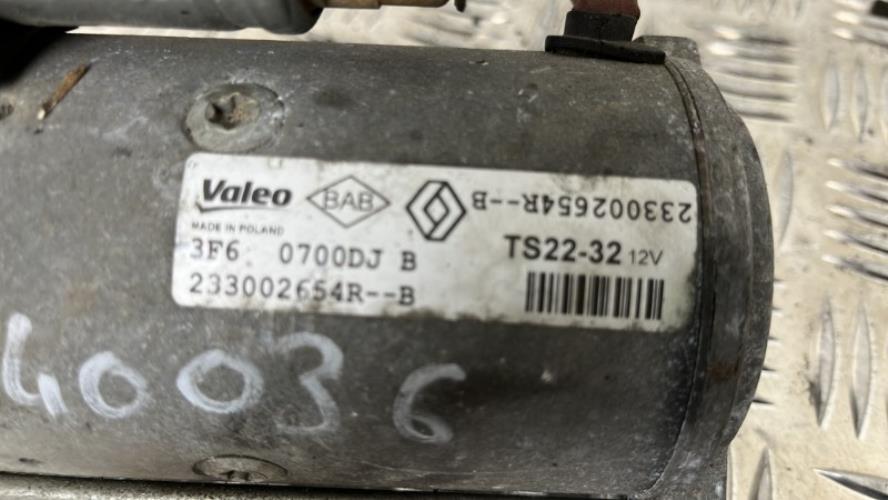 Valeo BAB 233002654R--B
MADE IN POLAND
3F6 0700DJ B TS22-32 12V
233002654R--B
40036